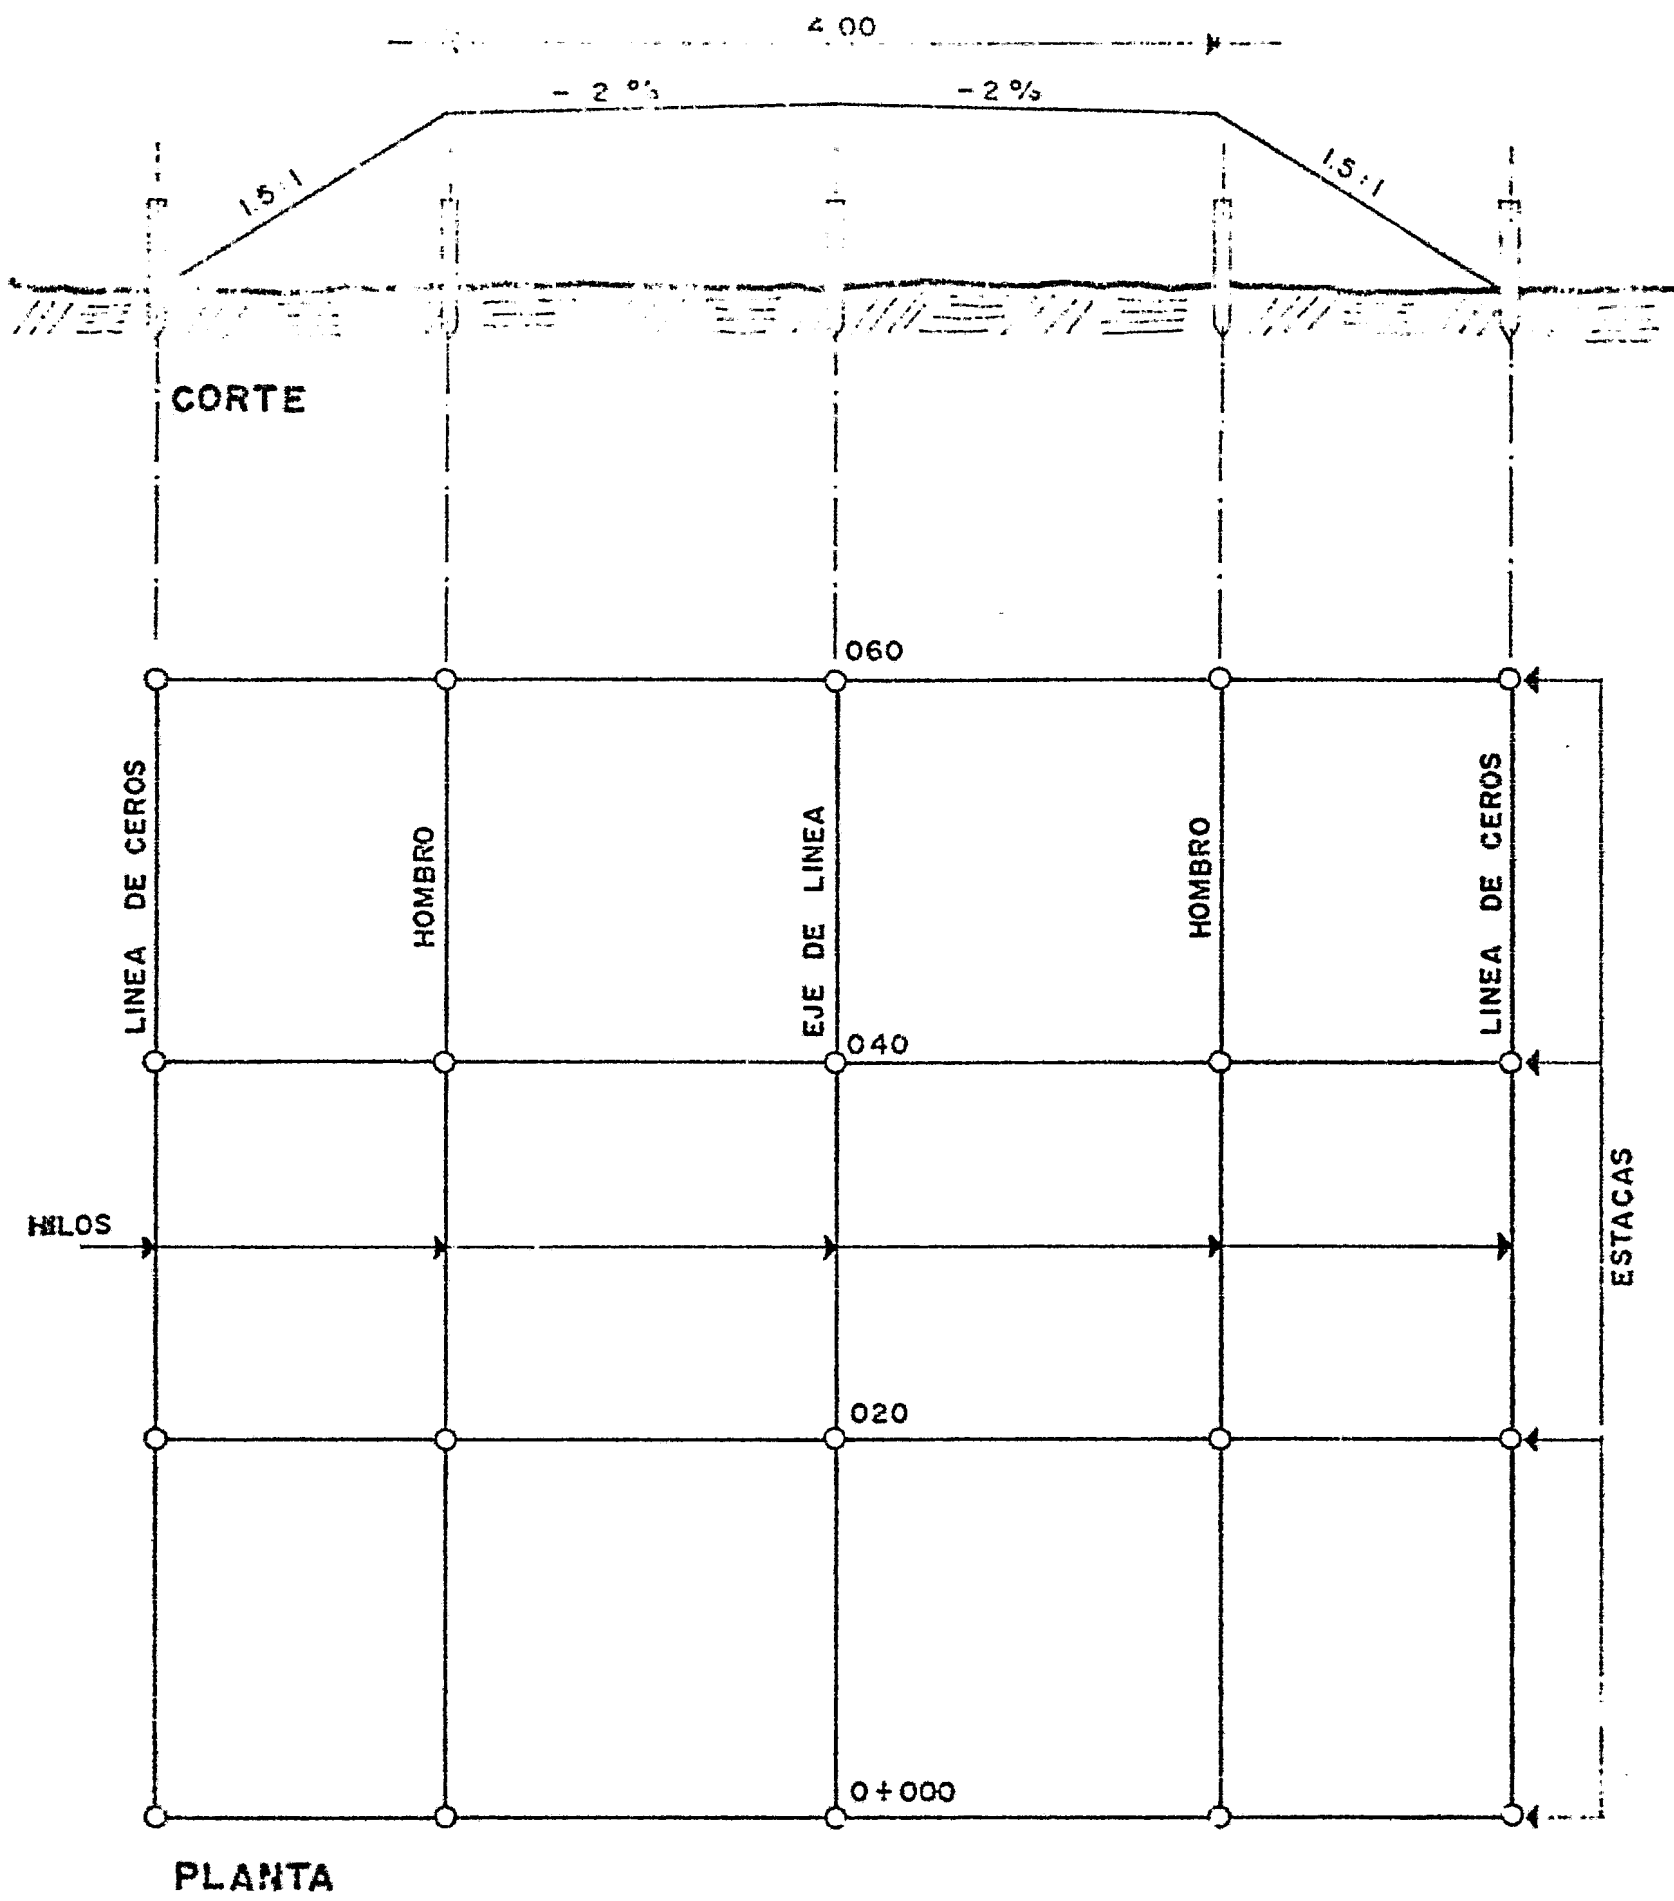 4.00
- 2 %
- 2 %
1.5:1
1.5:1
CORTE
060
LINEA DE CEROS
HOMBRO
EJE DE LINEA
HOMBRO
LINEA DE CEROS
040
HILOS
ESTACAS
020
0+000
PLANTA